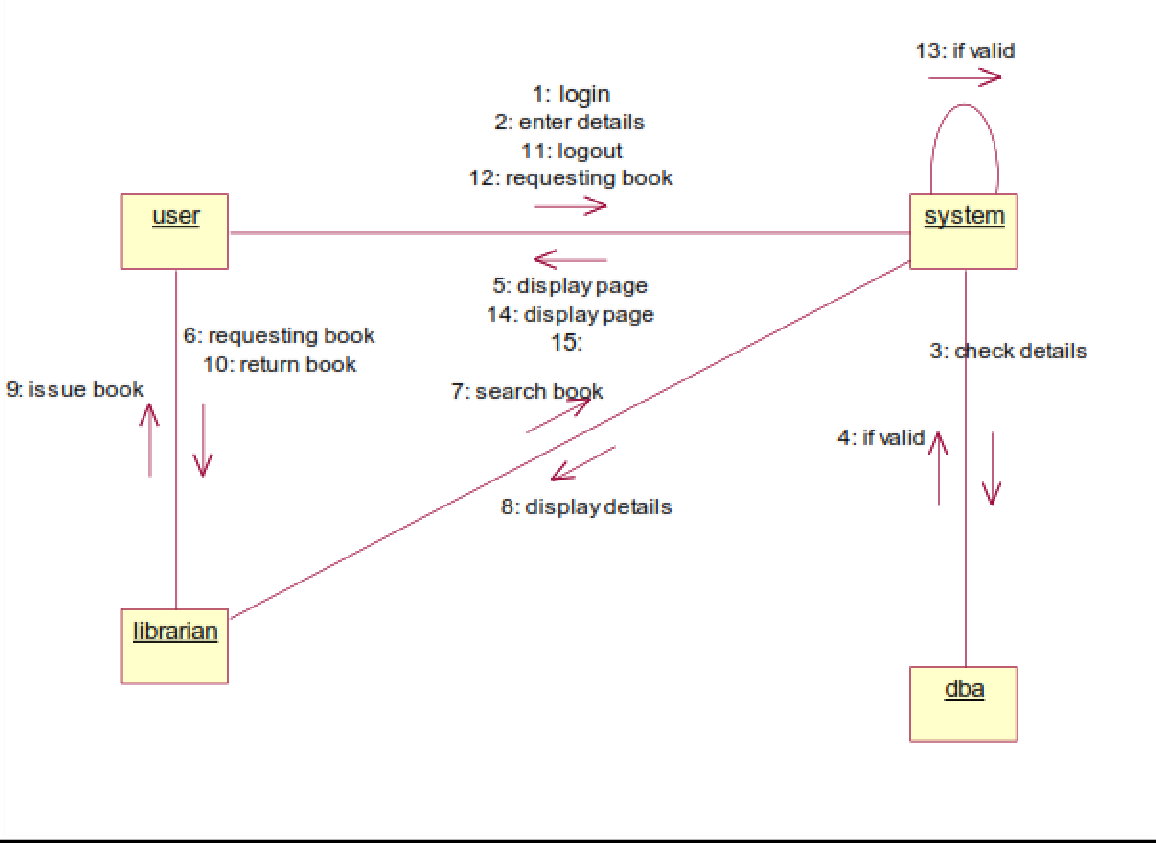 13: if valid
1: login
2: enter details
11: logout
12: requesting book
user
system
5: display page
14: display page
15:
6: requesting book
10: return book
9: issue book
3: check details
7: search book
4: if valid
8: display details
librarian
dba